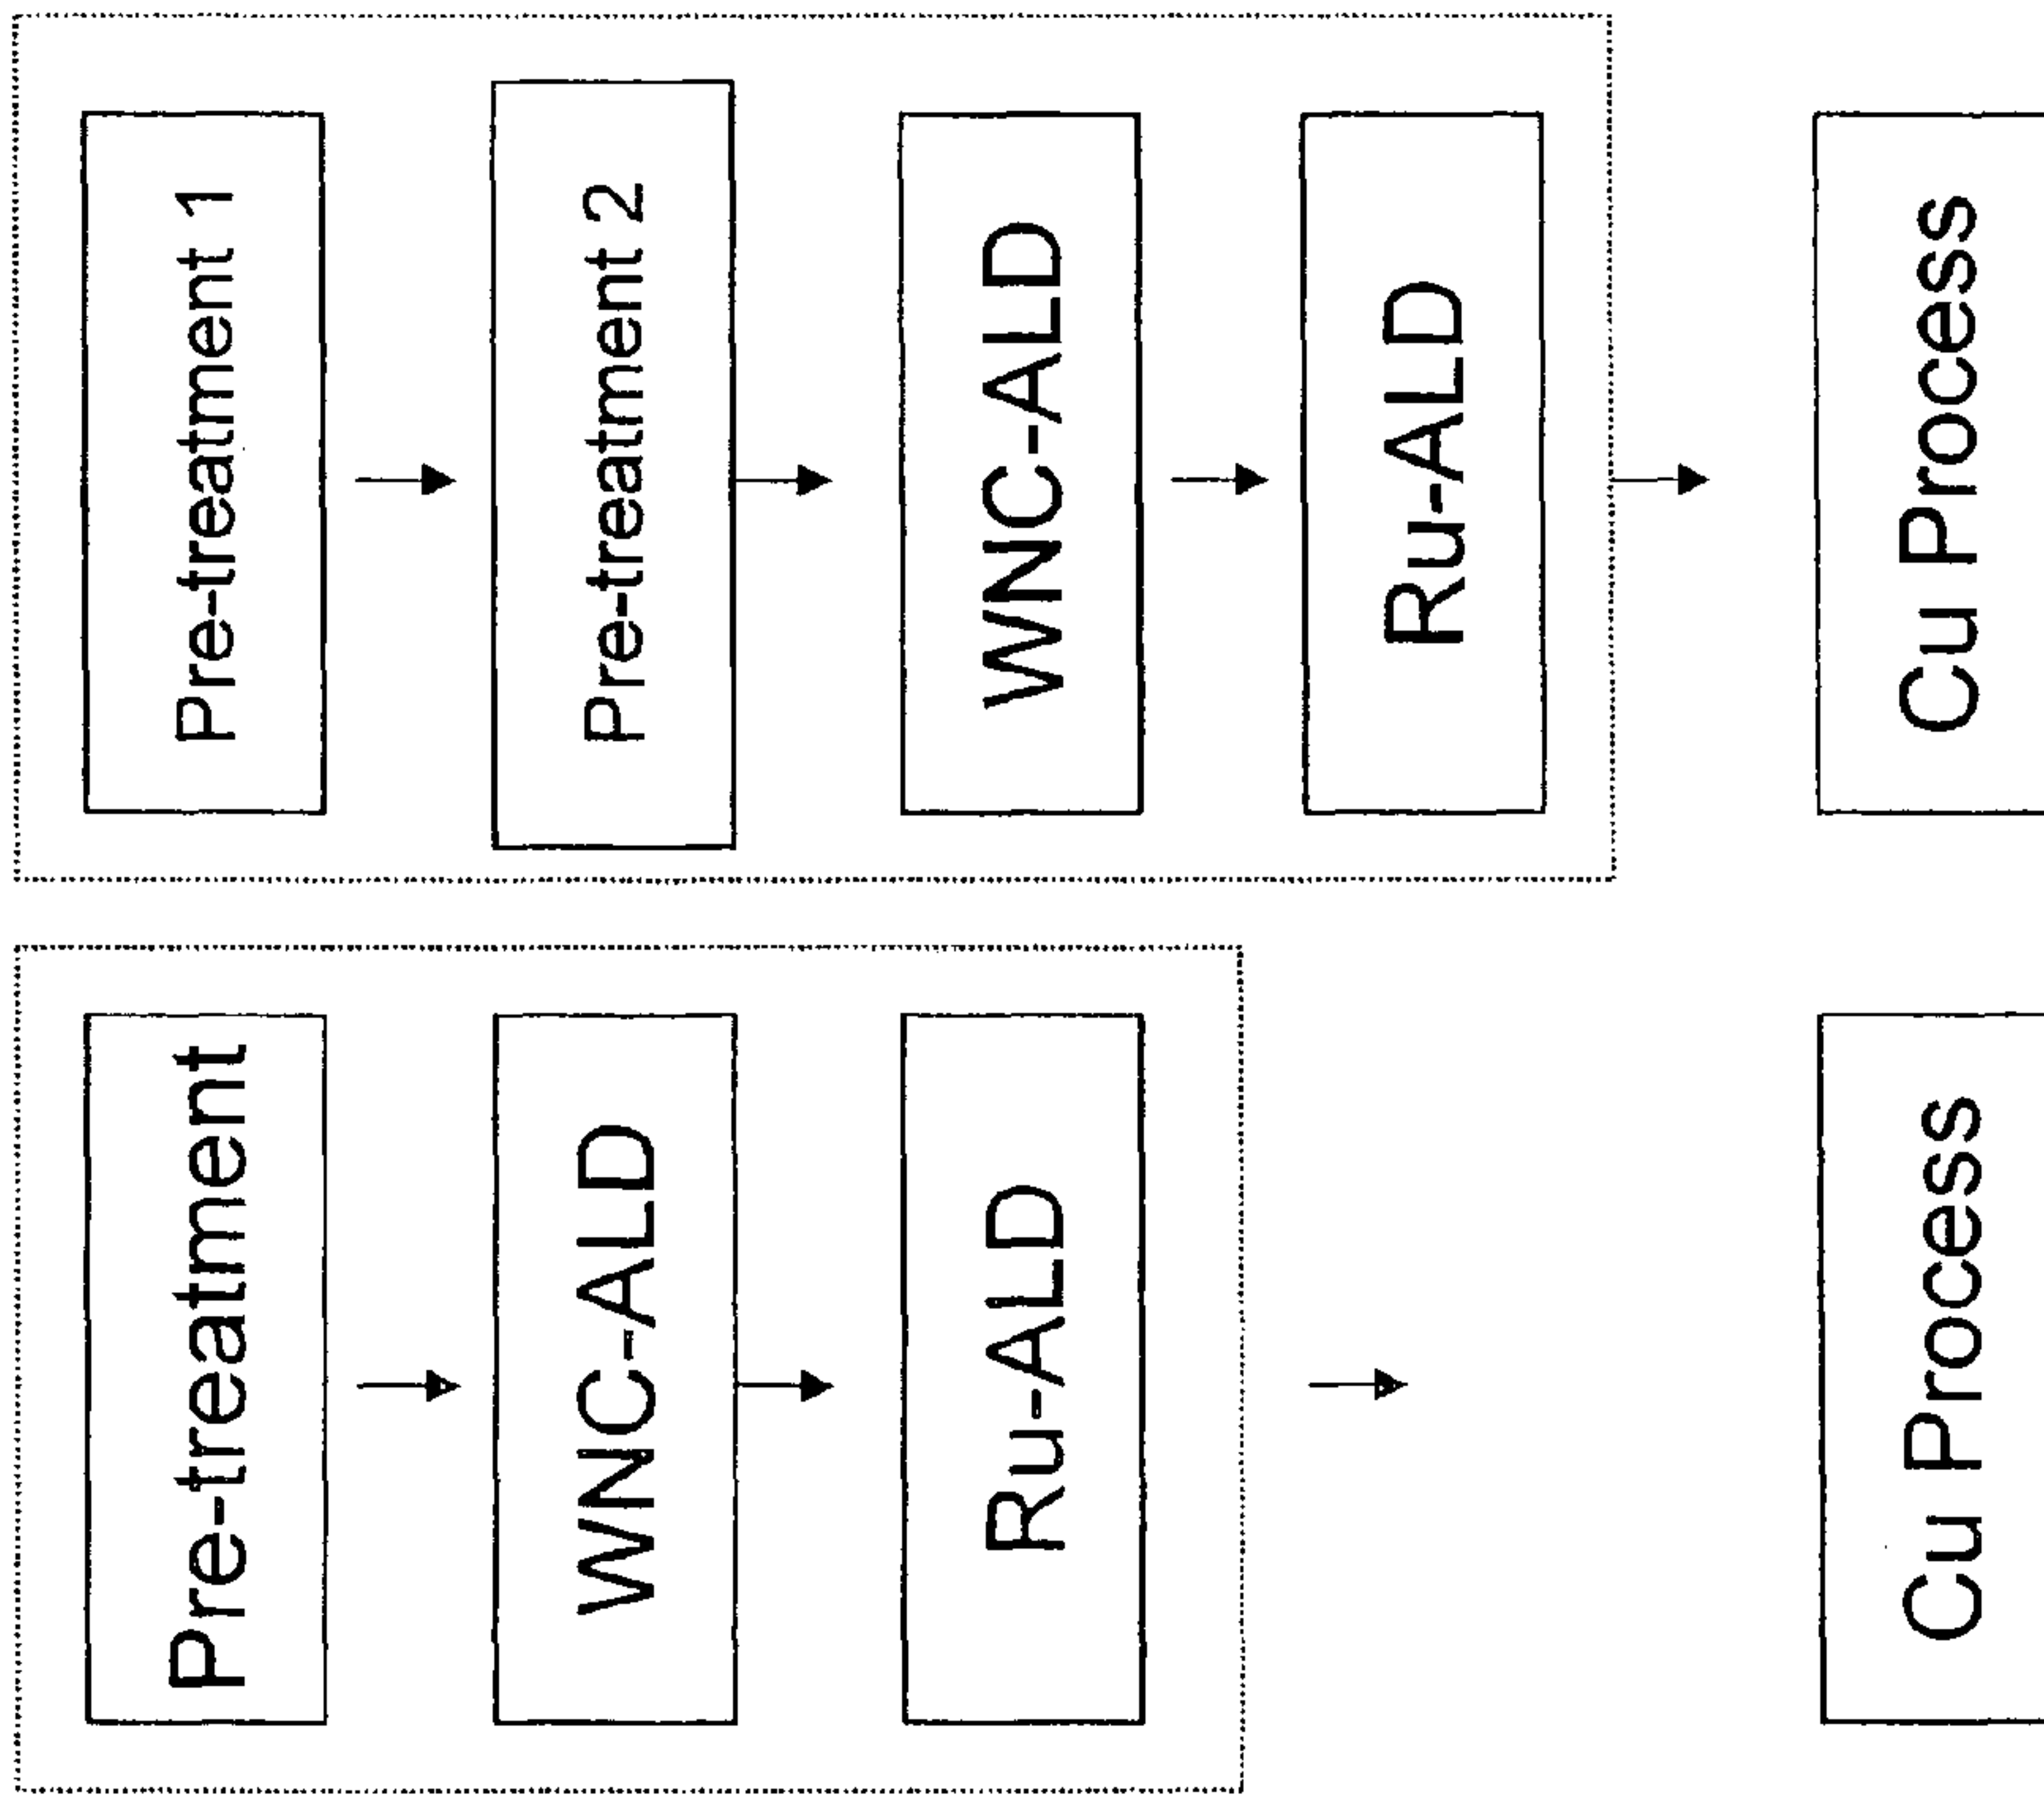 Pre-treatment
WNC-ALD
Ru-ALD
Cu Process
Pre-treatment 1
Pre-treatment 2
WNC-ALD
Ru-ALD
Cu Process